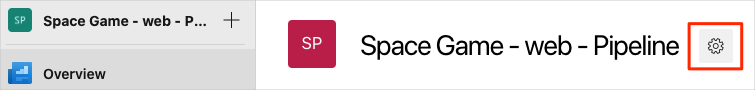 SP Space Game - web - P...
Overview
SP Space Game - web - Pipeline